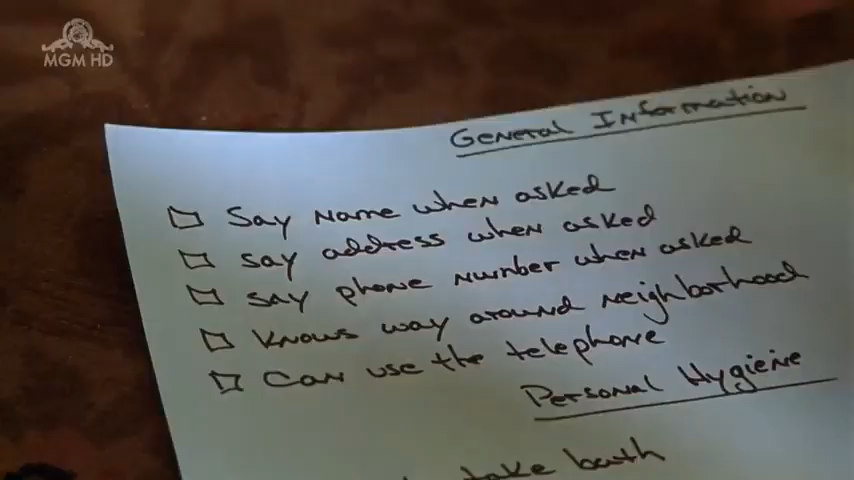 MGM HD
General Information
Say Name when asked
say address when asked
say phone number when asked
Knows way around neighborhood
Can use the telephone
Personal Hygiene
take bath